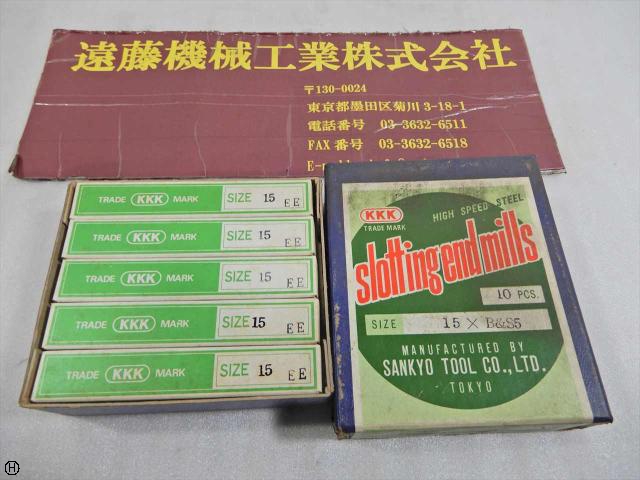 遠藤機械工業株式会社
〒130-0024
東京都墨田区菊川3-18-1
電話番号 03-3632-6511
FAX番号 03-3632-6518
TRADE KKK MARK SIZE 15 EE
TRADE KKK MARK SIZE 15 EE
TRADE KKK MARK SIZE 15 EE
TRADE KKK MARK SIZE 15 EE
TRADE KKK MARK SIZE 15 EE
KKK
TRADE MARK
HIGH SPEED STEEL
slotting end mills
10 PCS.
SIZE 15 × B&S5
MANUFACTURED BY
SANKYO TOOL CO., LTD.
TOKYO
H